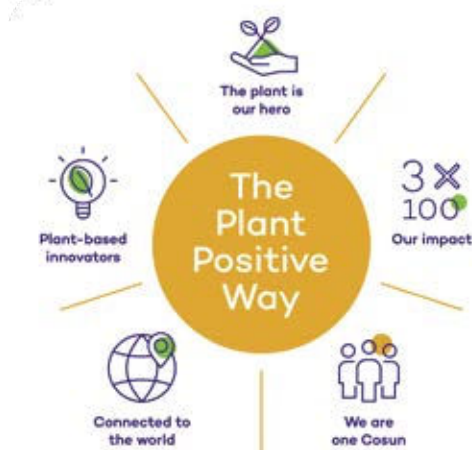 The plant is
our hero
3 ×
100
Our impact
We are
one Cosun
Connected to
the world
Plant-based
innovators
The
Plant
Positive
Way